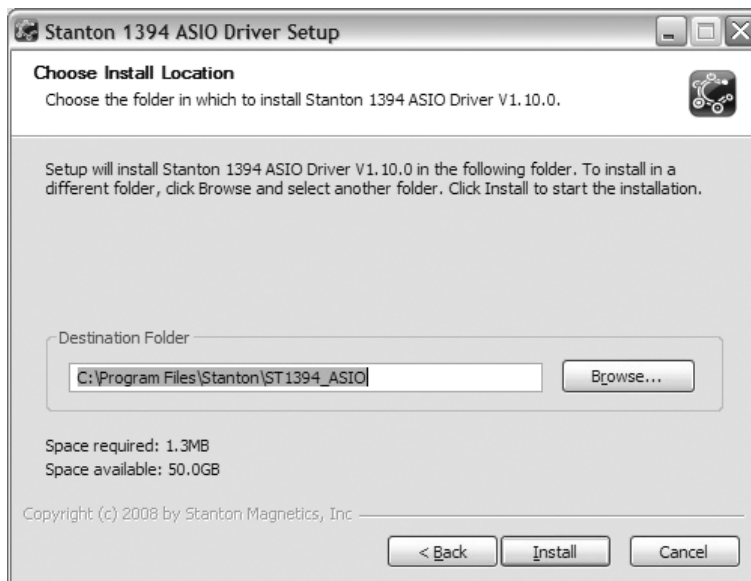 Stanton 1394 ASIO Driver Setup
Choose Install Location
Choose the folder in which to install Stanton 1394 ASIO Driver V1.10.0.
Setup will install Stanton 1394 ASIO Driver V1.10.0 in the following folder. To install in a
different folder, click Browse and select another folder. Click Install to start the installation.
Destination Folder
C:\Program Files\Stanton\ST1394_ASIO
Browse...
Space required: 1.3MB
Space available: 50.0GB
Copyright (c) 2008 by Stanton Magnetics, Inc
< Back
Install
Cancel